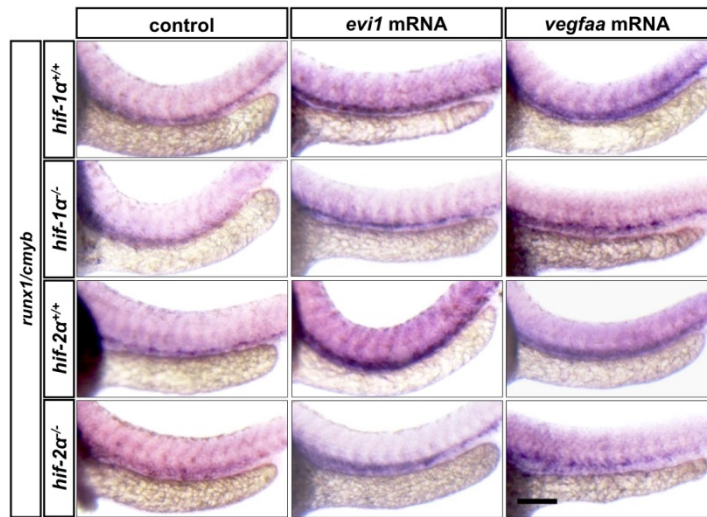 control
evi1 mRNA
vegfaa mRNA
runx1/cmyb
hif-1α+/+
hif-1α-/-
hif-2α+/+
hif-2α-/-